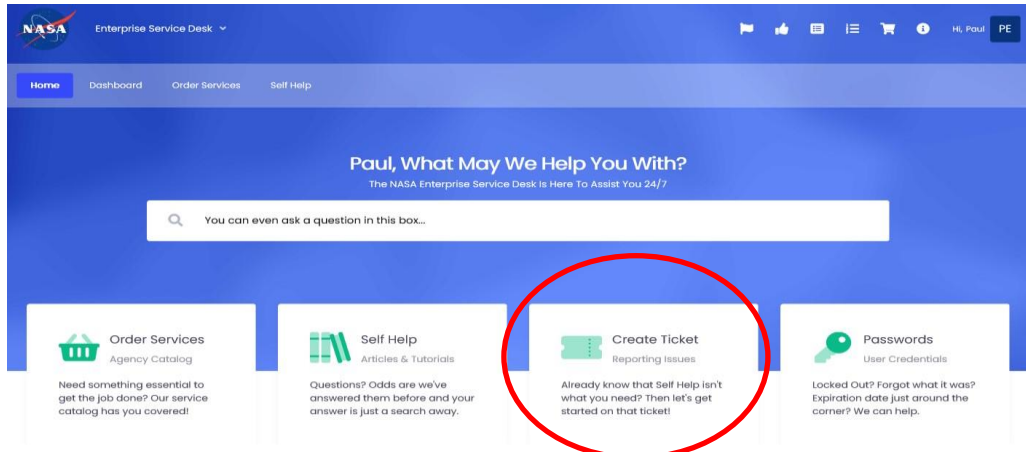 NASA
Enterprise Service Desk
Hi, Paul
PE
Home
Dashboard
Order Services
Self Help
Paul, What May We Help You With?
The NASA Enterprise Service Desk Is Here To Assist You 24/7
You can even ask a question in this box...
Order Services
Agency Catalog
Need something essential to
get the job done? Our service
catalog has you covered!
Self Help
Articles & Tutorials
Questions? Odds are we've
answered them before and your
answer is just a search away.
Create Ticket
Reporting Issues
Already know that Self Help isn't
what you need? Then let's get
started on that ticket!
Passwords
User Credentials
Locked Out? Forgot what it was?
Expiration date just around the
corner? We can help.